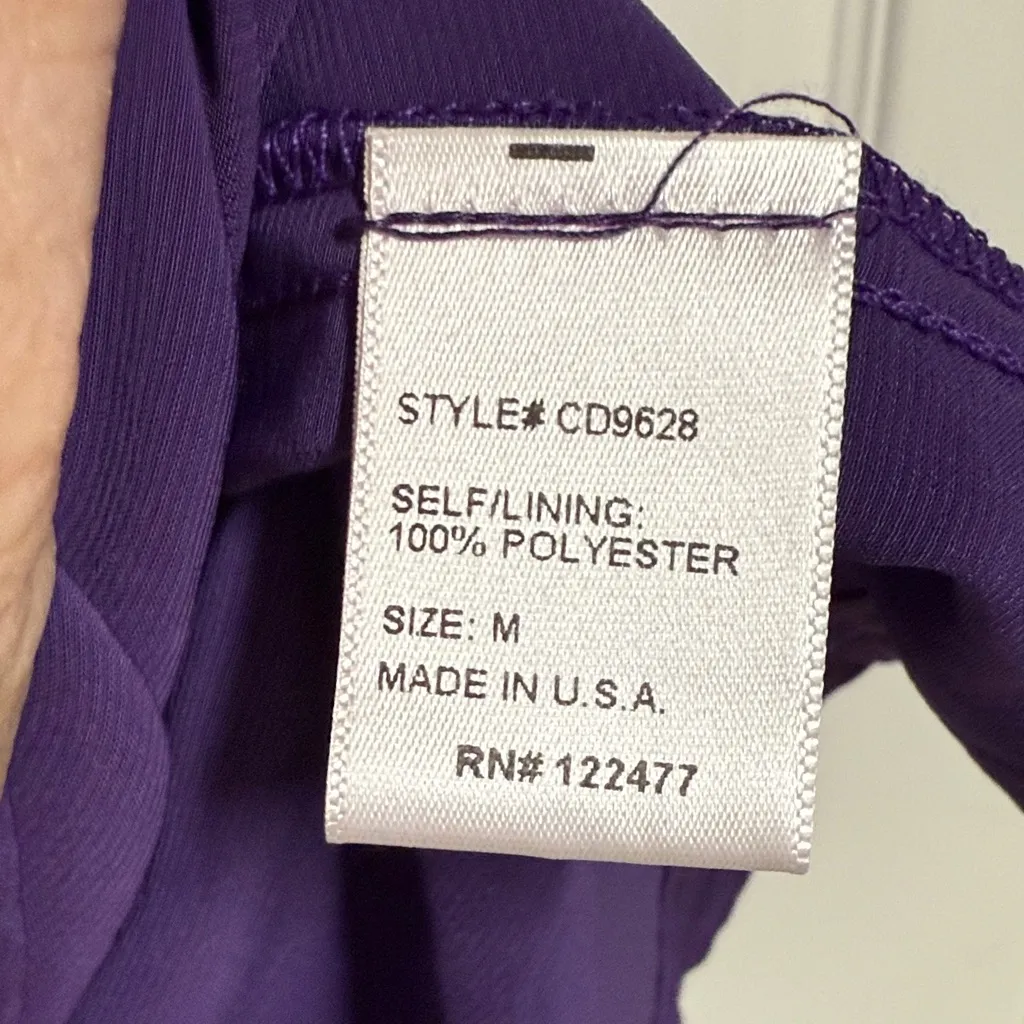 STYLE# CD9628
SELF/LINING:
100% POLYESTER
SIZE: M
MADE IN U.S.A.
RN# 122477